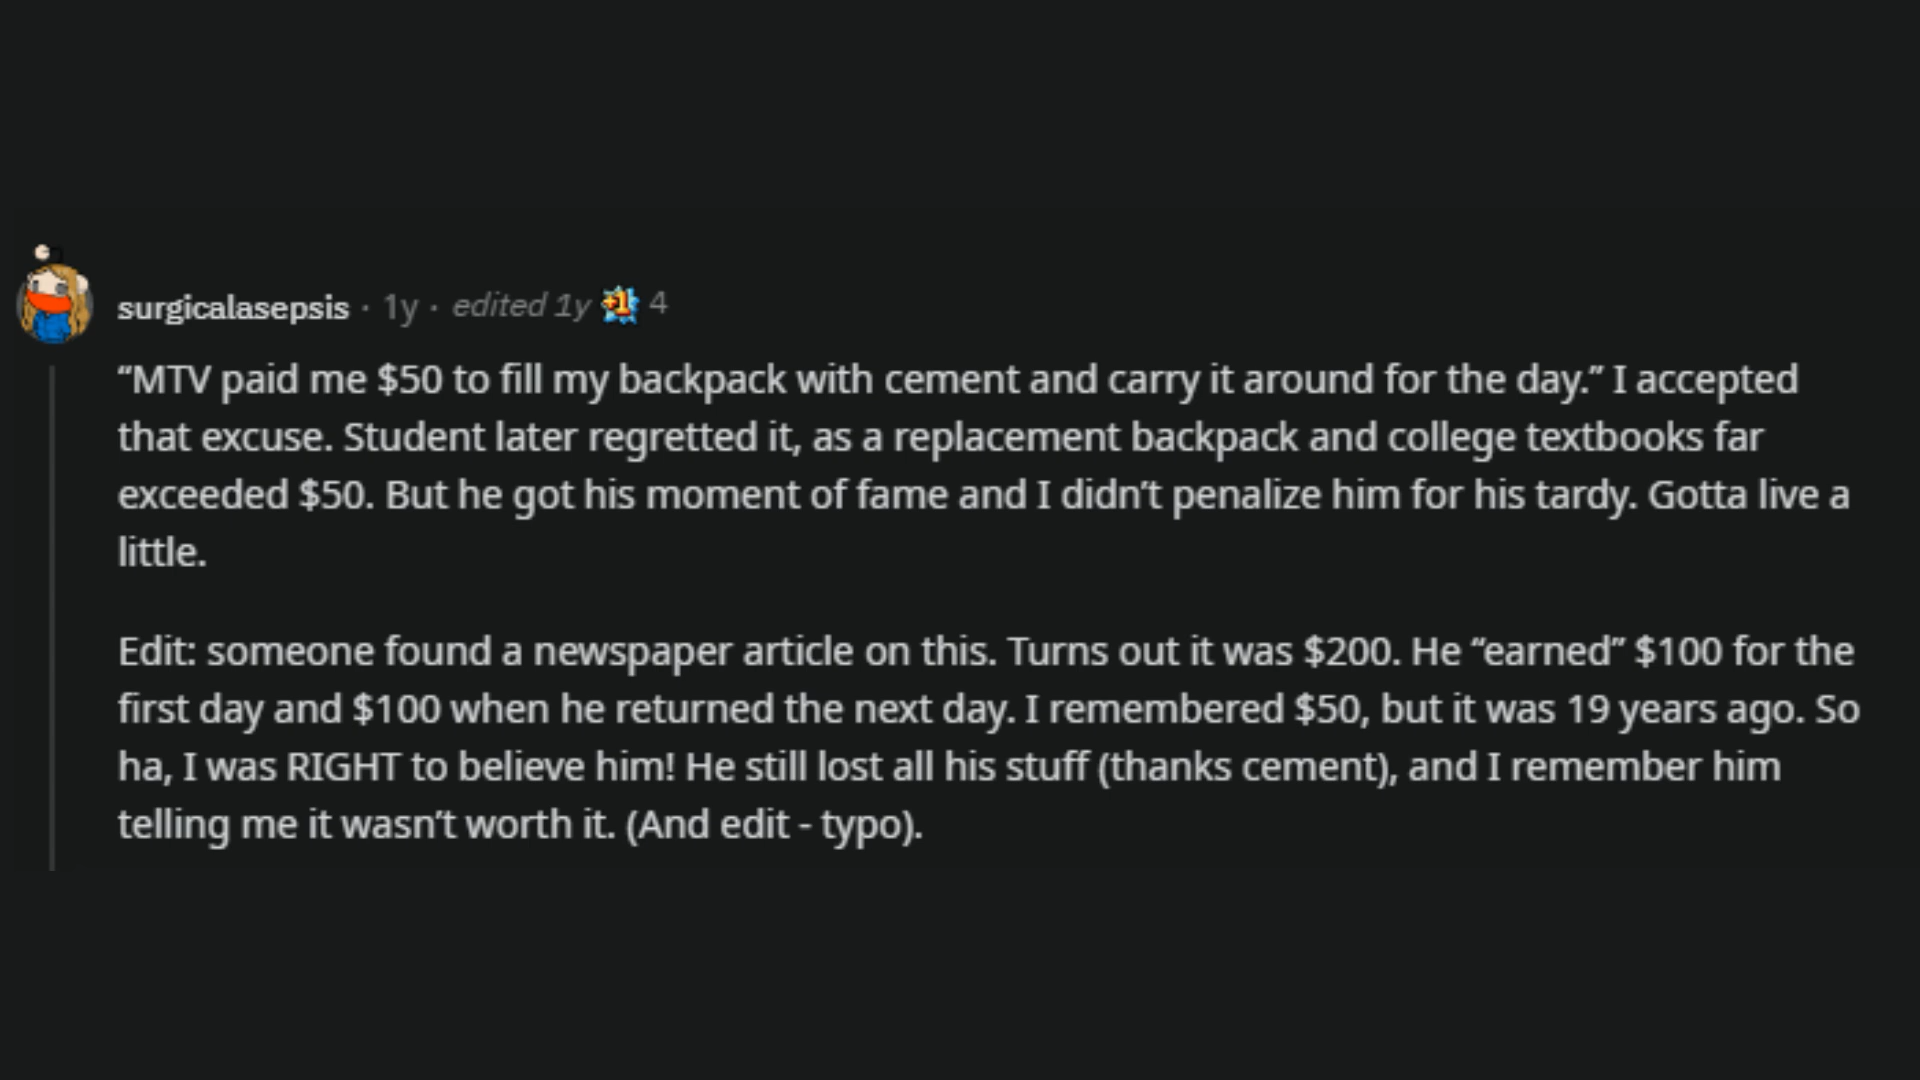 surgicalasepsis · 1y · edited 1y +1 4
“MTV paid me $50 to fill my backpack with cement and carry it around for the day.” I accepted
that excuse. Student later regretted it, as a replacement backpack and college textbooks far
exceeded $50. But he got his moment of fame and I didn’t penalize him for his tardy. Gotta live a
little.
Edit: someone found a newspaper article on this. Turns out it was $200. He “earned” $100 for the
first day and $100 when he returned the next day. I remembered $50, but it was 19 years ago. So
ha, I was RIGHT to believe him! He still lost all his stuff (thanks cement), and I remember him
telling me it wasn’t worth it. (And edit - typo).